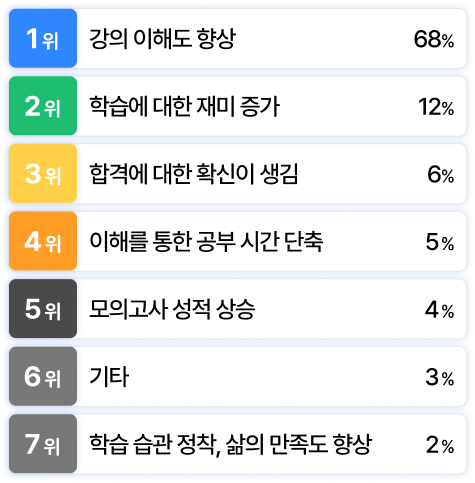 1위 강의 이해도 향상 68%
2위 학습에 대한 재미 증가 12%
3위 합격에 대한 확신이 생김 6%
4위 이해를 통한 공부 시간 단축 5%
5위 모의고사 성적 상승 4%
6위 기타 3%
7위 학습 습관 정착, 삶의 만족도 향상 2%